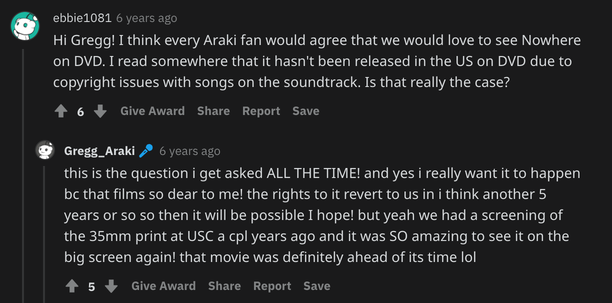 ebbie1081 6 years ago
Hi Gregg! I think every Araki fan would agree that we would love to see Nowhere
on DVD. I read somewhere that it hasn't been released in the US on DVD due to
copyright issues with songs on the soundtrack. Is that really the case?
6 Give Award Share Report Save
Gregg_Araki 6 years ago
this is the question i get asked ALL THE TIME! and yes i really want it to happen
bc that films so dear to me! the rights to it revert to us in i think another 5
years or so so then it will be possible I hope! but yeah we had a screening of
the 35mm print at USC a cpl years ago and it was SO amazing to see it on the
big screen again! that movie was definitely ahead of its time lol
5 Give Award Share Report Save